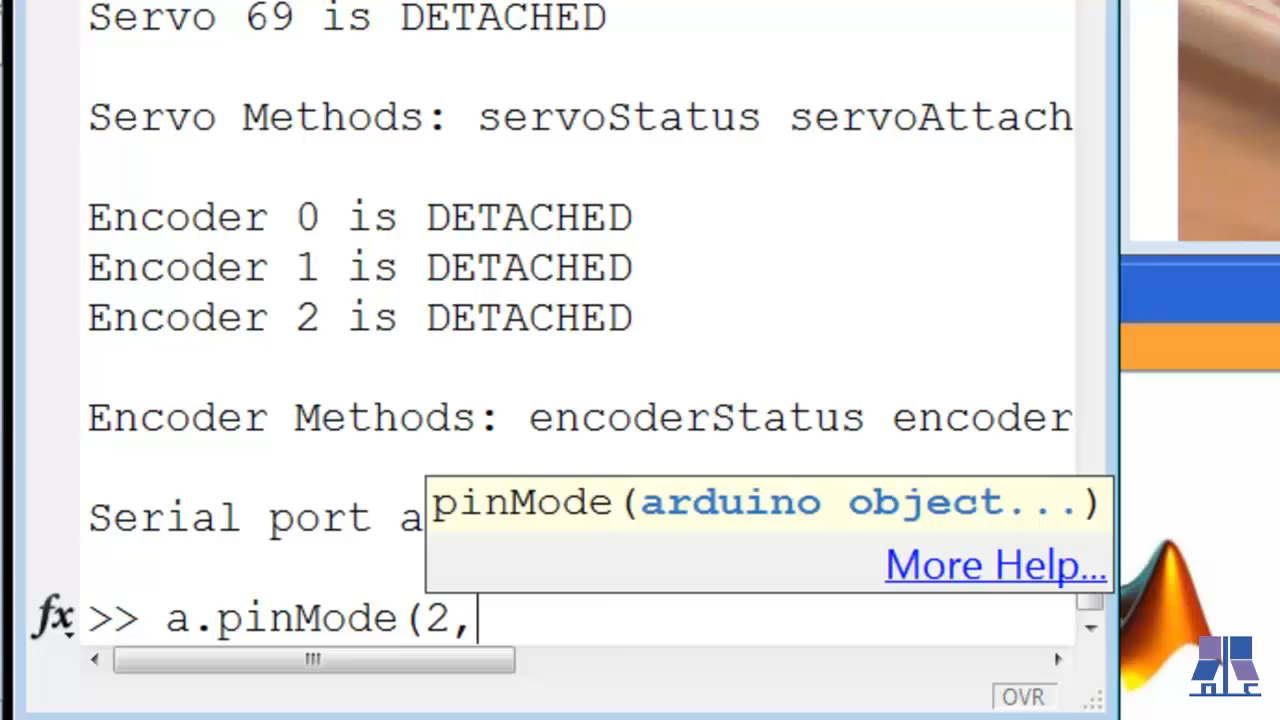 Servo 69 is DETACHED
Servo Methods: servoStatus servoAttach
Encoder 0 is DETACHED
Encoder 1 is DETACHED
Encoder 2 is DETACHED
Encoder Methods: encoderStatus encoder
Serial port a
pinMode(arduino object...)
More Help...
fx >> a.pinMode(2,
OVR